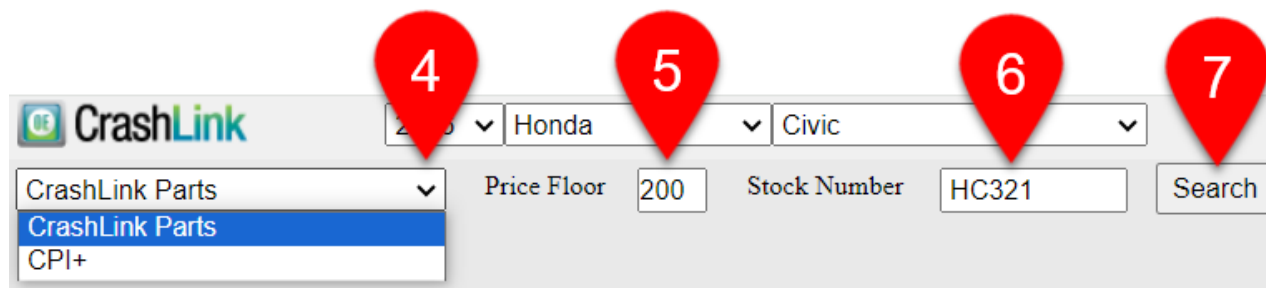 4 5 6 7
OE CrashLink Honda Civic
CrashLink Parts Price Floor 200 Stock Number HC321 Search
CrashLink Parts
CPI+